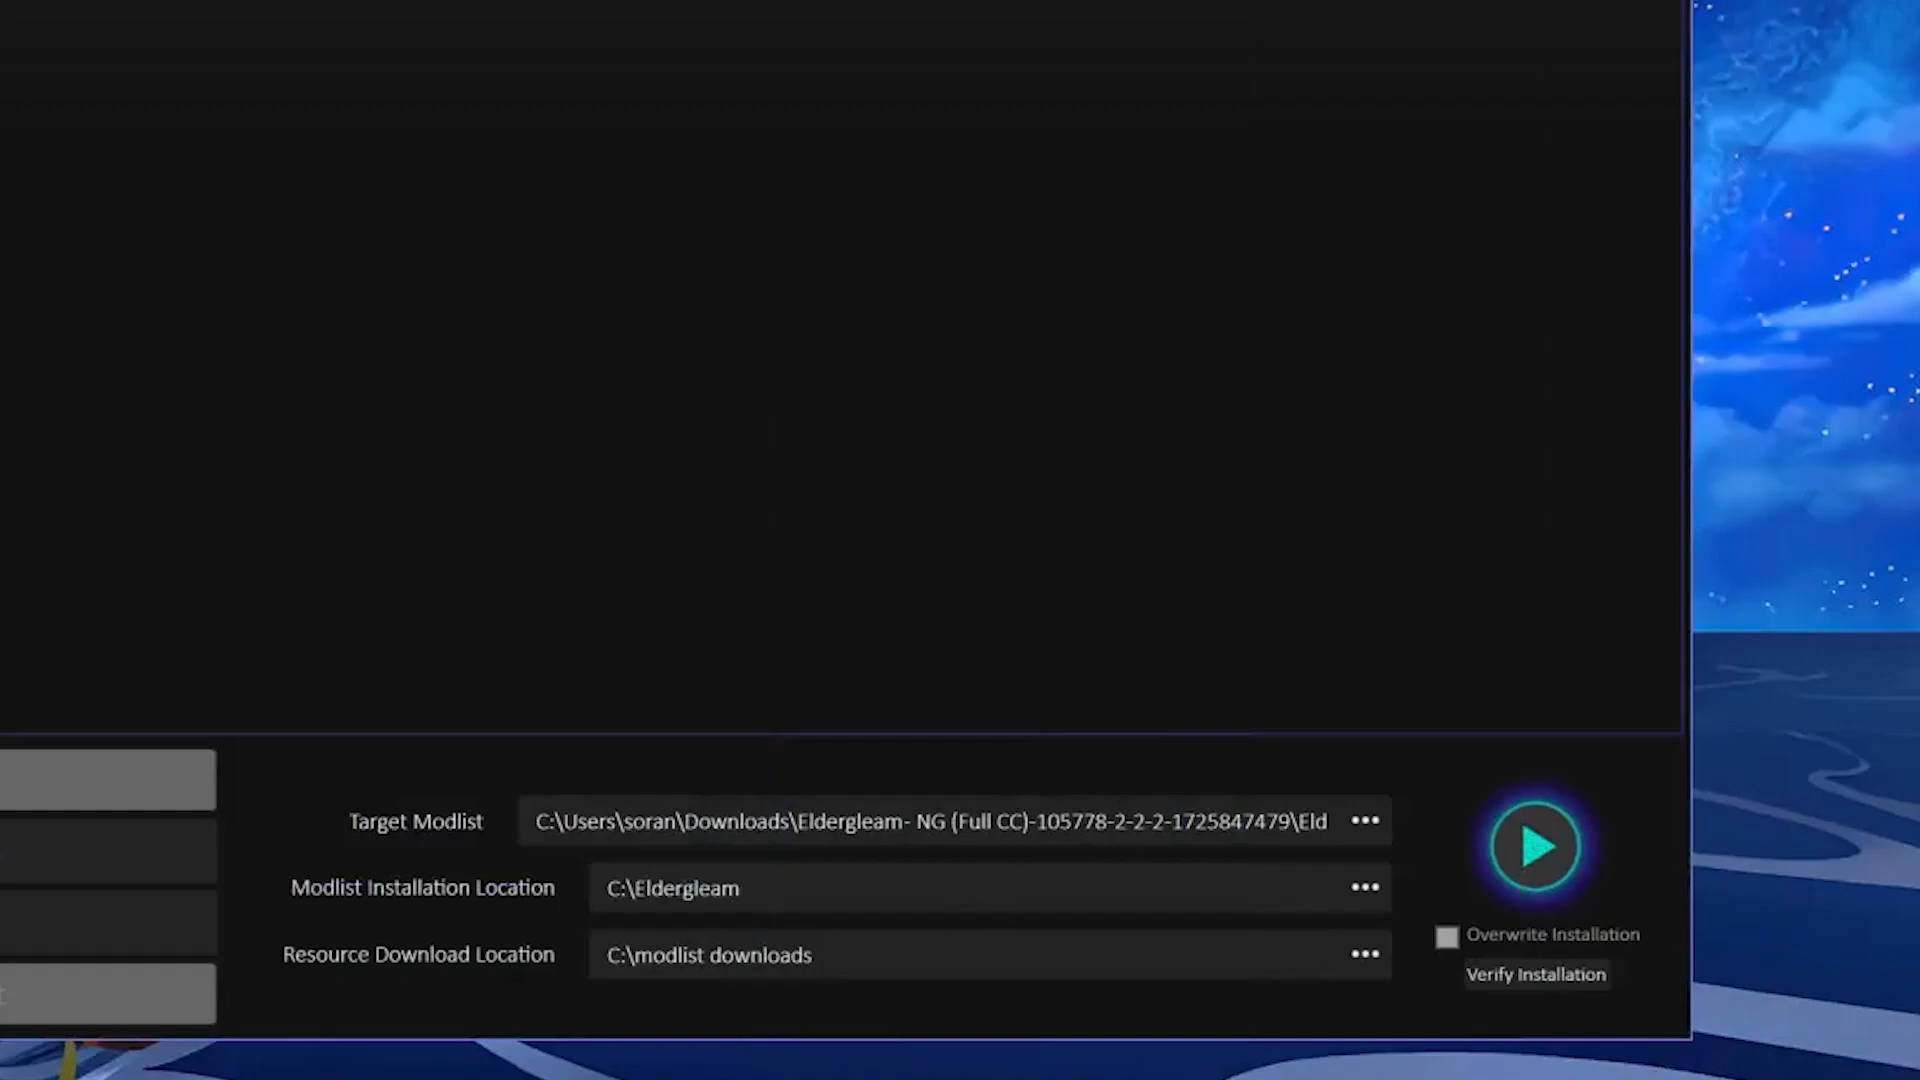 Target Modlist C:\Users\soran\Downloads\Eldergleam- NG (Full CC)-105778-2-2-2-1725847479\Eld
Modlist Installation Location C:\Eldergleam
Resource Download Location C:\modlist downloads
Overwrite Installation
Verify Installation